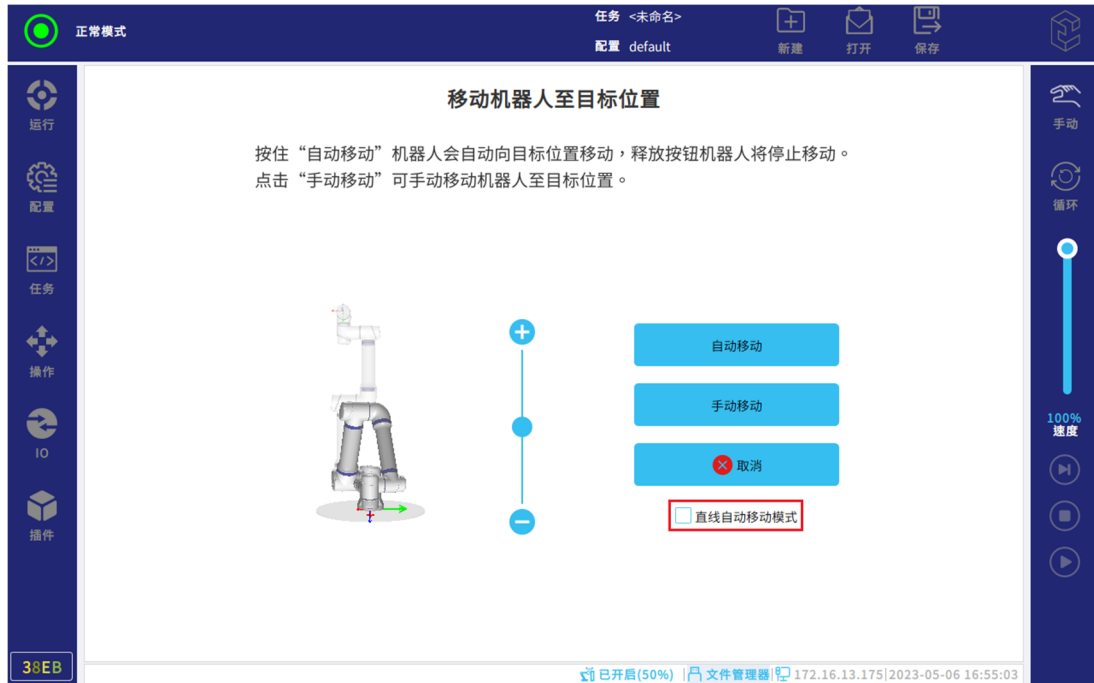 正常模式
任务 <未命名>
配置 default
新建
打开
保存
运行
配置
任务
操作
IO
插件
38EB
移动机器人至目标位置
按住“自动移动”机器人会自动向目标位置移动，释放按钮机器人将停止移动。
点击“手动移动”可手动移动机器人至目标位置。
自动移动
手动移动
取消
直线自动移动模式
手动
循环
100%
速度
已开启(50%) |文件管理器| 172.16.13.175|2023-05-06 16:55:03